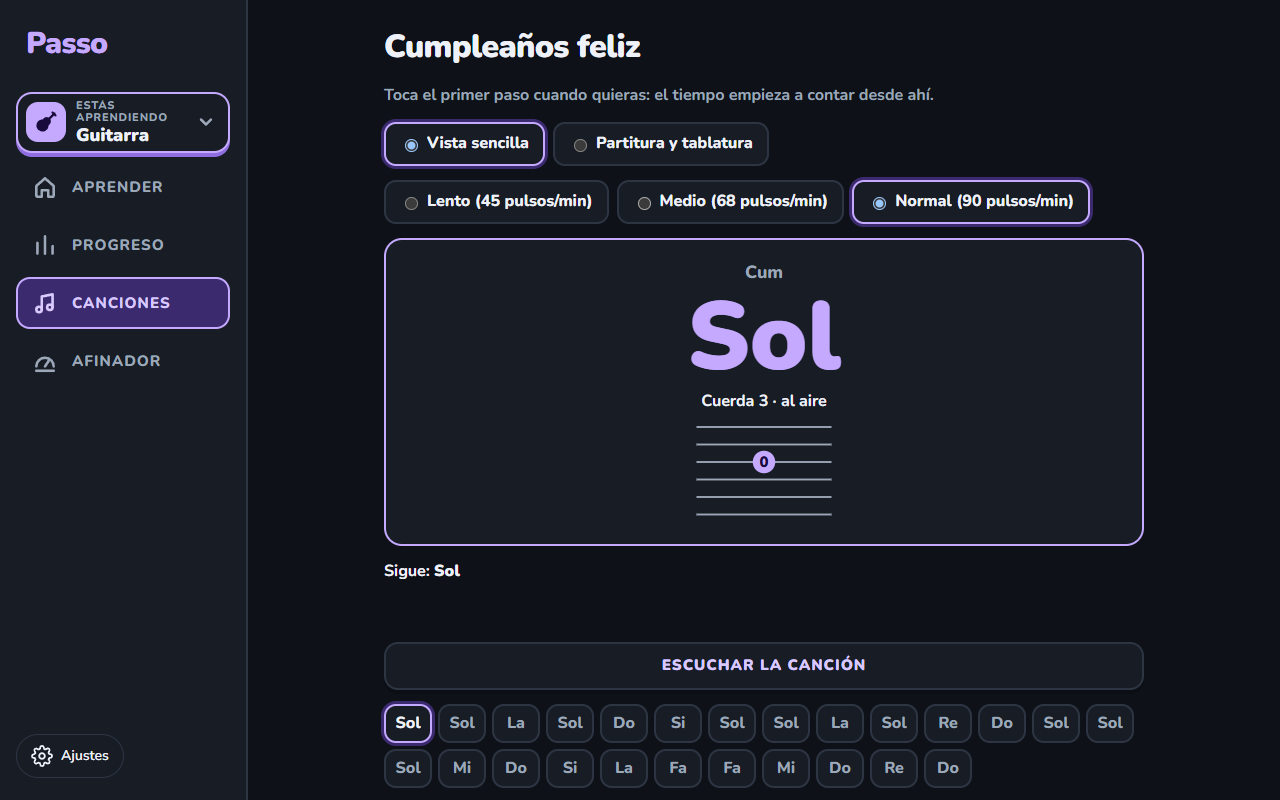 Passo
ESTÁS
APRENDIENDO
Guitarra
APRENDER
PROGRESO
CANCIONES
AFINADOR
Ajustes
Cumpleaños feliz
Toca el primer paso cuando quieras: el tiempo empieza a contar desde ahí.
Vista sencilla
Partitura y tablatura
Lento (45 pulsos/min)
Medio (68 pulsos/min)
Normal (90 pulsos/min)
Cum
Sol
Cuerda 3 · al aire
0
Sigue: Sol
ESCUCHAR LA CANCIÓN
Sol Sol La Sol Do Si Sol Sol La Sol Re Do Sol Sol
Sol Mi Do Si La Fa Fa Mi Do Re Do